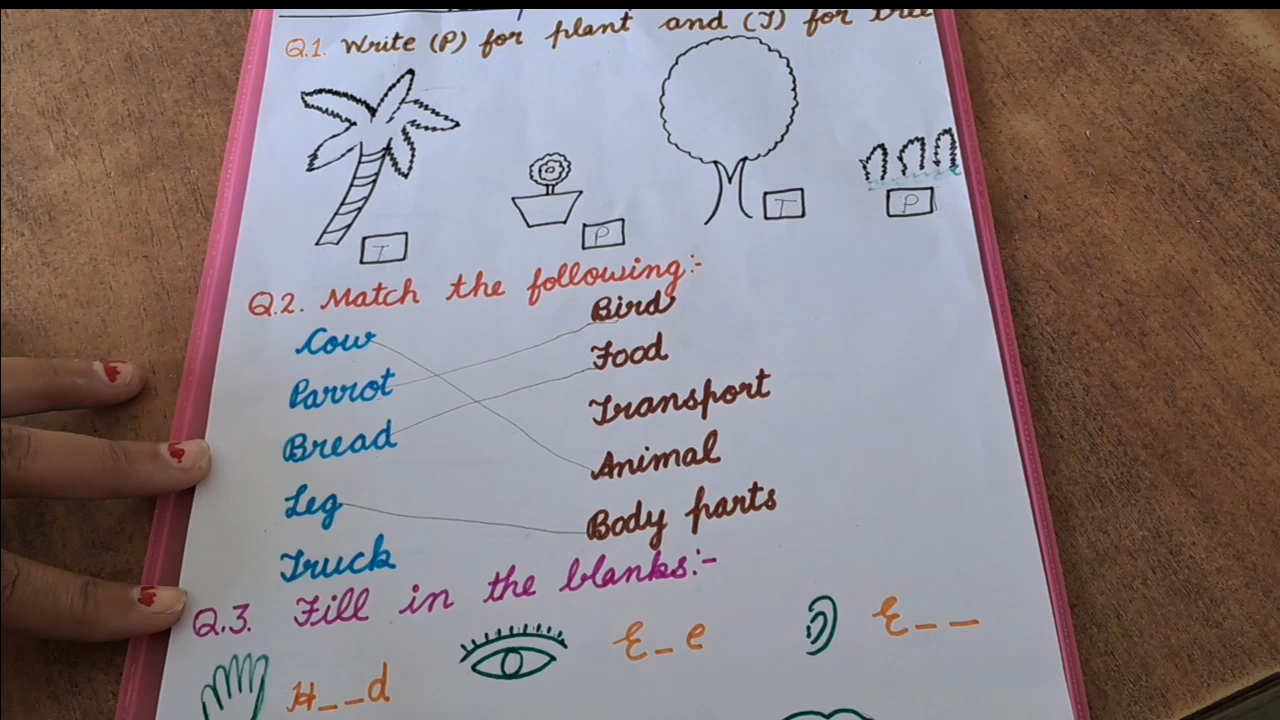 Q.1. Write (P) for plant and (T) for tree
T P T P
Q.2. Match the following:-
Cow Bird
Parrot Food
Bread Transport
Leg Animal
Truck Body parts
Q.3. Fill in the blanks:-
H__d E_e E__